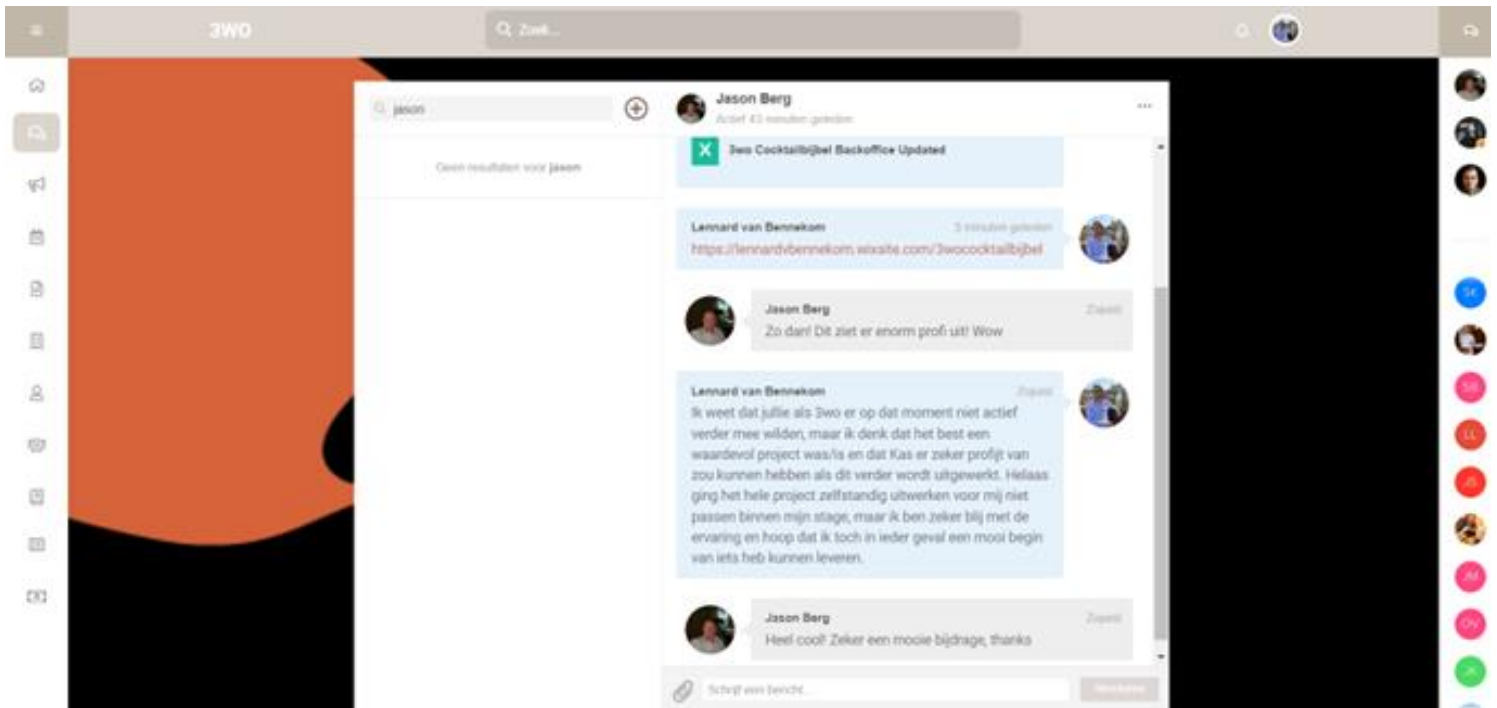 3WO
Zoek...
jason
Geen resultaten voor jason
Jason Berg
Actief 43 minuten geleden
X
3wo Cocktailbijbel Backoffice Updated
Lennard van Bennekom
5 minuten geleden
https://lennardvbennekom.wixsite.com/3wococktailbijbel
Jason Berg
Zojuist
Zo dan! Dit ziet er enorm profi uit! Wow
Lennard van Bennekom
Zojuist
Ik weet dat jullie als 3wo er op dat moment niet actief
verder mee wilden, maar ik denk dat het best een
waardevol project was/is en dat Kas er zeker profijt van
zou kunnen hebben als dit verder wordt uitgewerkt. Helaas
ging het hele project zelfstandig uitwerken voor mij niet
passen binnen mijn stage, maar ik ben zeker blij met de
ervaring en hoop dat ik toch in ieder geval een mooi begin
van iets heb kunnen leveren.
Jason Berg
Zojuist
Heel cool! Zeker een mooie bijdrage, thanks
Schrijf een bericht...
LL
JS
JM
OV